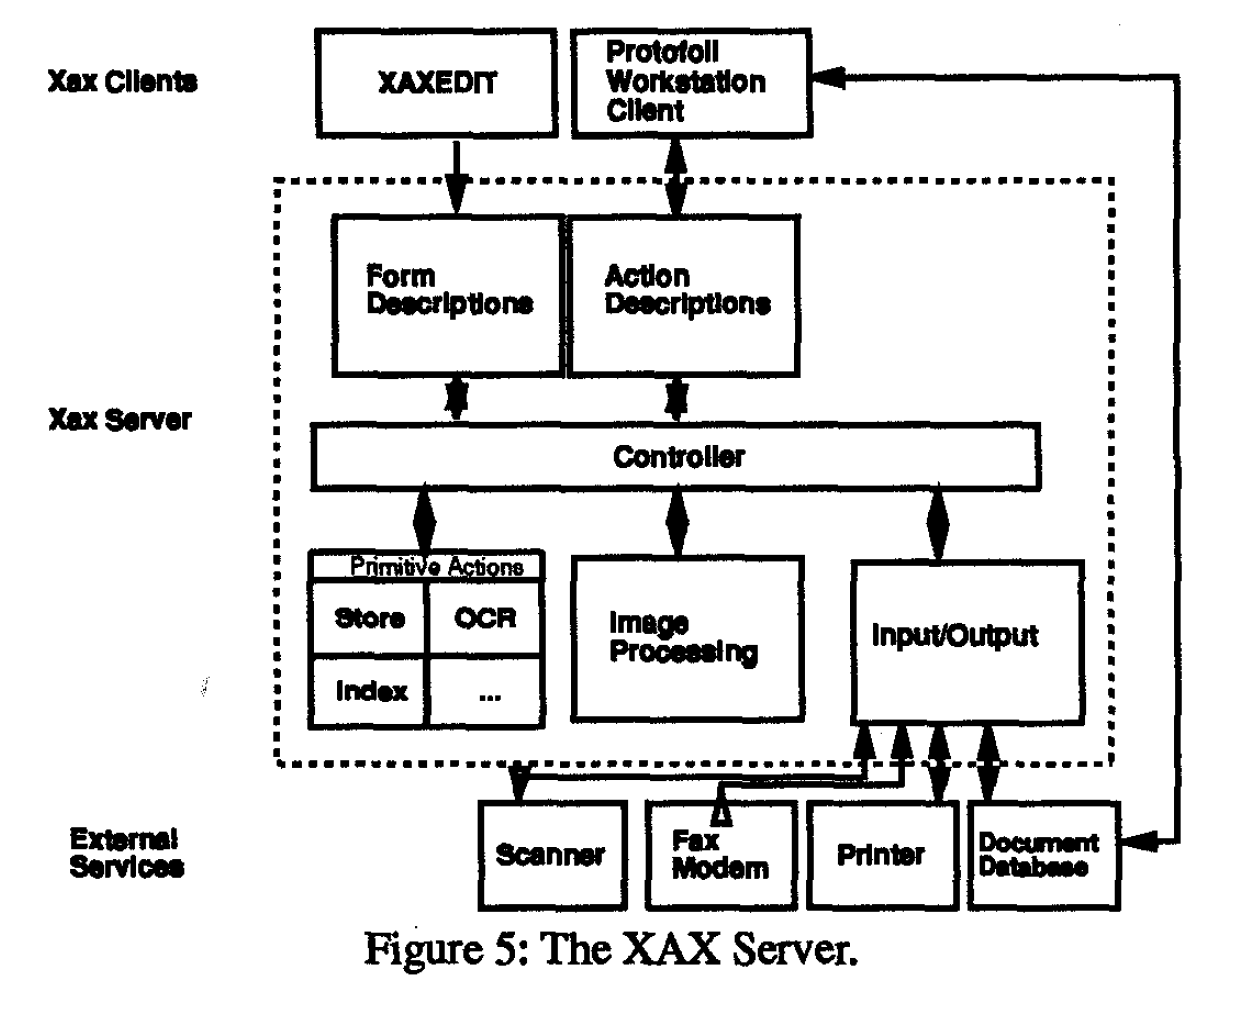 Xax Clients
XAXEDIT
Protofoil
Workstation
Client
Form
Descriptions
Action
Descriptions
Xax Server
Controller
Primitive Actions
Store
OCR
Index
...
Image
Processing
Input/Output
External
Services
Scanner
Fax
Modem
Printer
Document
Database
Figure 5: The XAX Server.